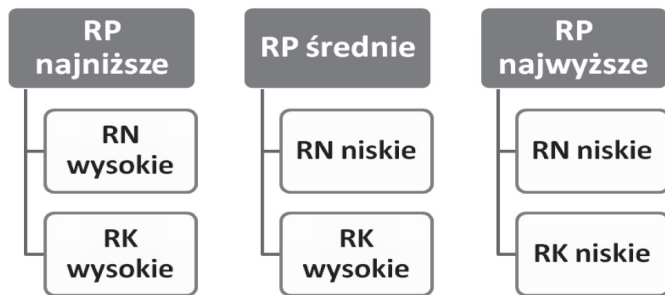 RP
najniższe
RN
wysokie
RK
wysokie
RP średnie
RN niskie
RK
wysokie
RP
najwyższe
RN niskie
RK niskie